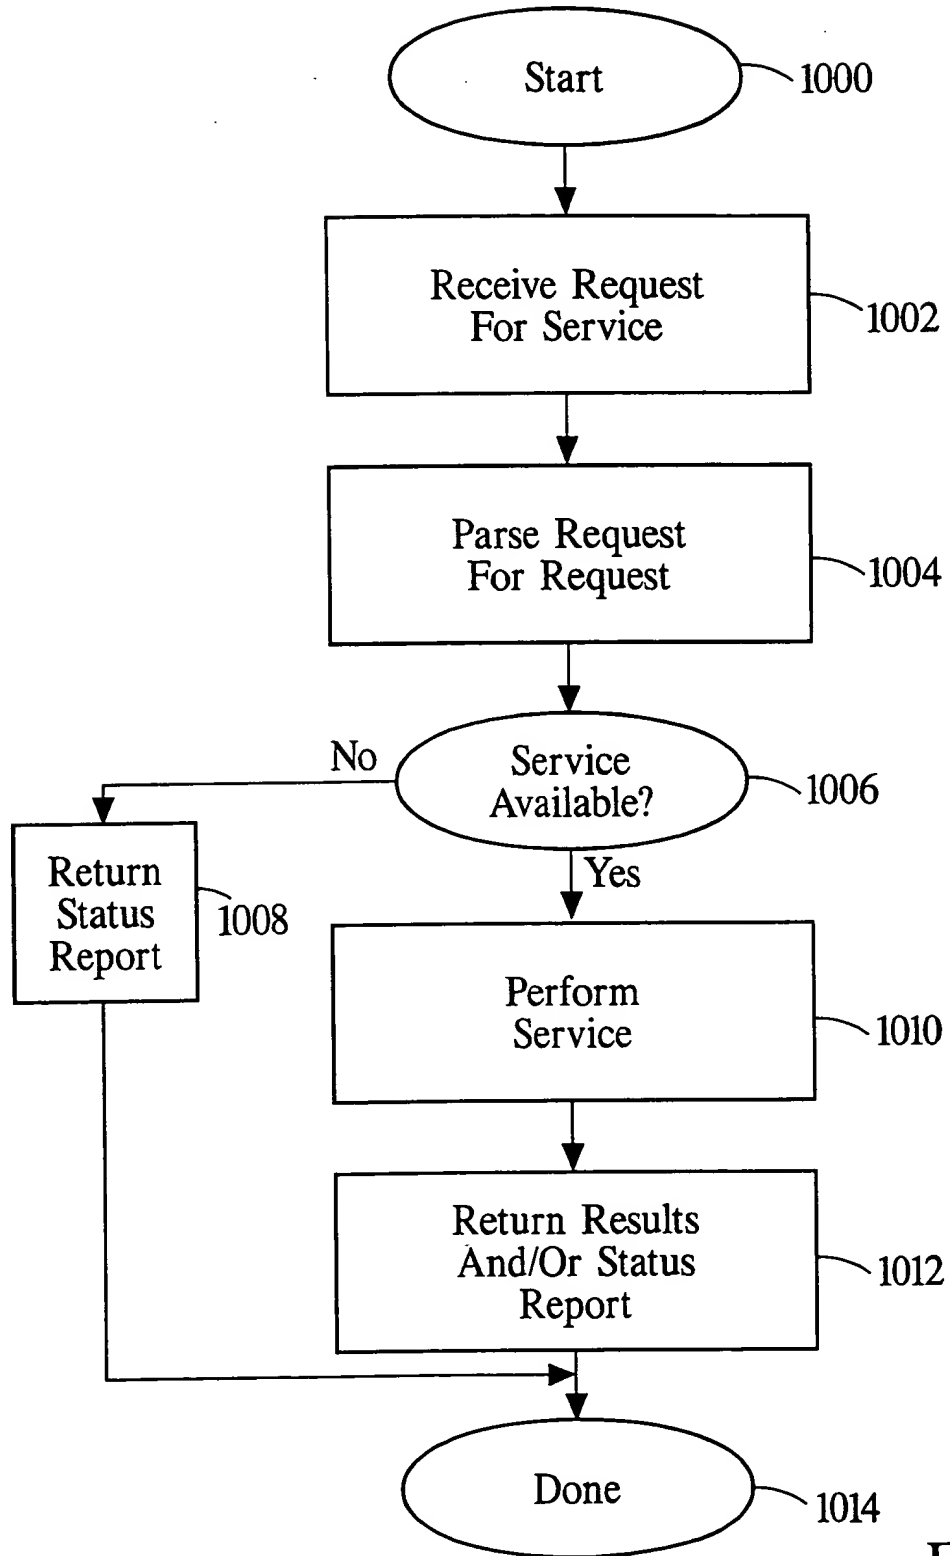 Start
1000
Receive Request
For Service
1002
Parse Request
For Request
1004
No
Service
Available?
1006
Yes
Return
Status
Report
1008
Perform
Service
1010
Return Results
And/Or Status
Report
1012
Done
1014